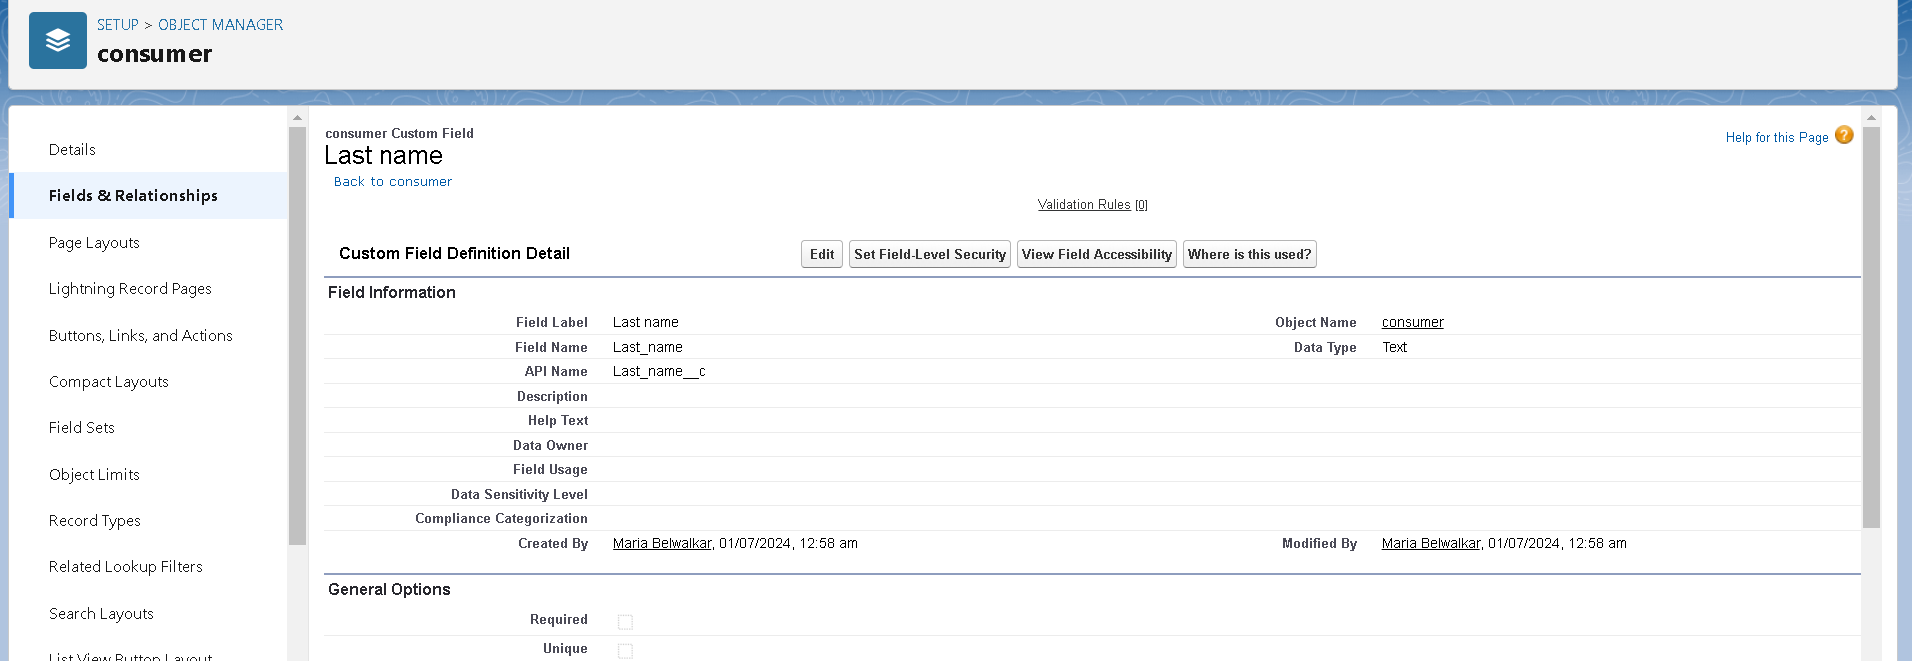 SETUP > OBJECT MANAGER
consumer
Details
Fields & Relationships
Page Layouts
Lightning Record Pages
Buttons, Links, and Actions
Compact Layouts
Field Sets
Object Limits
Record Types
Related Lookup Filters
Search Layouts
List View Button Layout
consumer Custom Field
Last name
Back to consumer
Help for this Page ?
Validation Rules [0]
Custom Field Definition Detail Edit Set Field-Level Security View Field Accessibility Where is this used?
Field Information
Field Label Last name Object Name consumer
Field Name Last_name Data Type Text
API Name Last_name__c
Description
Help Text
Data Owner
Field Usage
Data Sensitivity Level
Compliance Categorization
Created By Maria Belwalkar, 01/07/2024, 12:58 am Modified By Maria Belwalkar, 01/07/2024, 12:58 am
General Options
Required
Unique